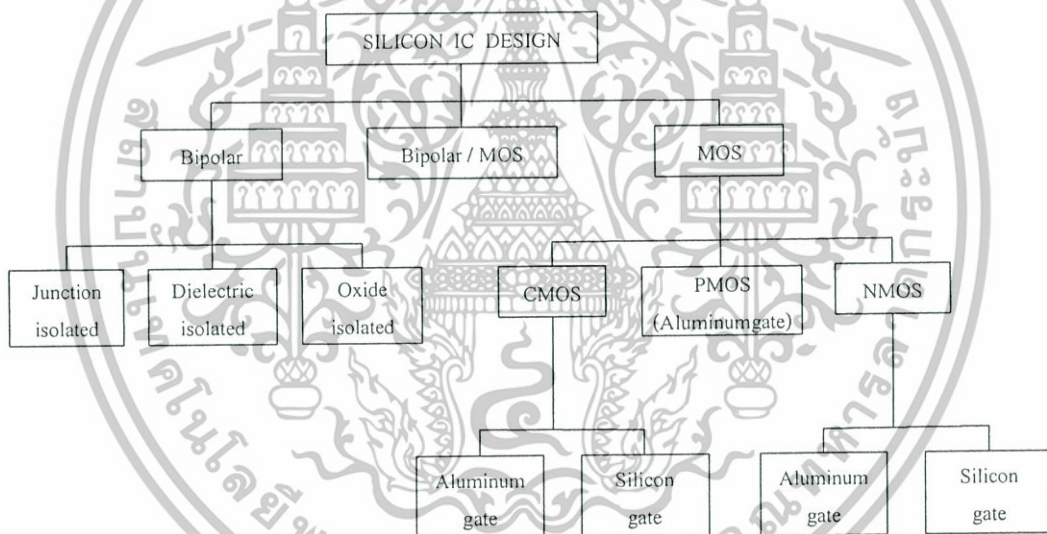 SILICON IC DESIGN
Bipolar
Bipolar / MOS
MOS
Junction
isolated
Dielectric
isolated
Oxide
isolated
CMOS
PMOS
(Aluminumgate)
NMOS
Aluminum
gate
Silicon
gate
Aluminum
gate
Silicon
gate